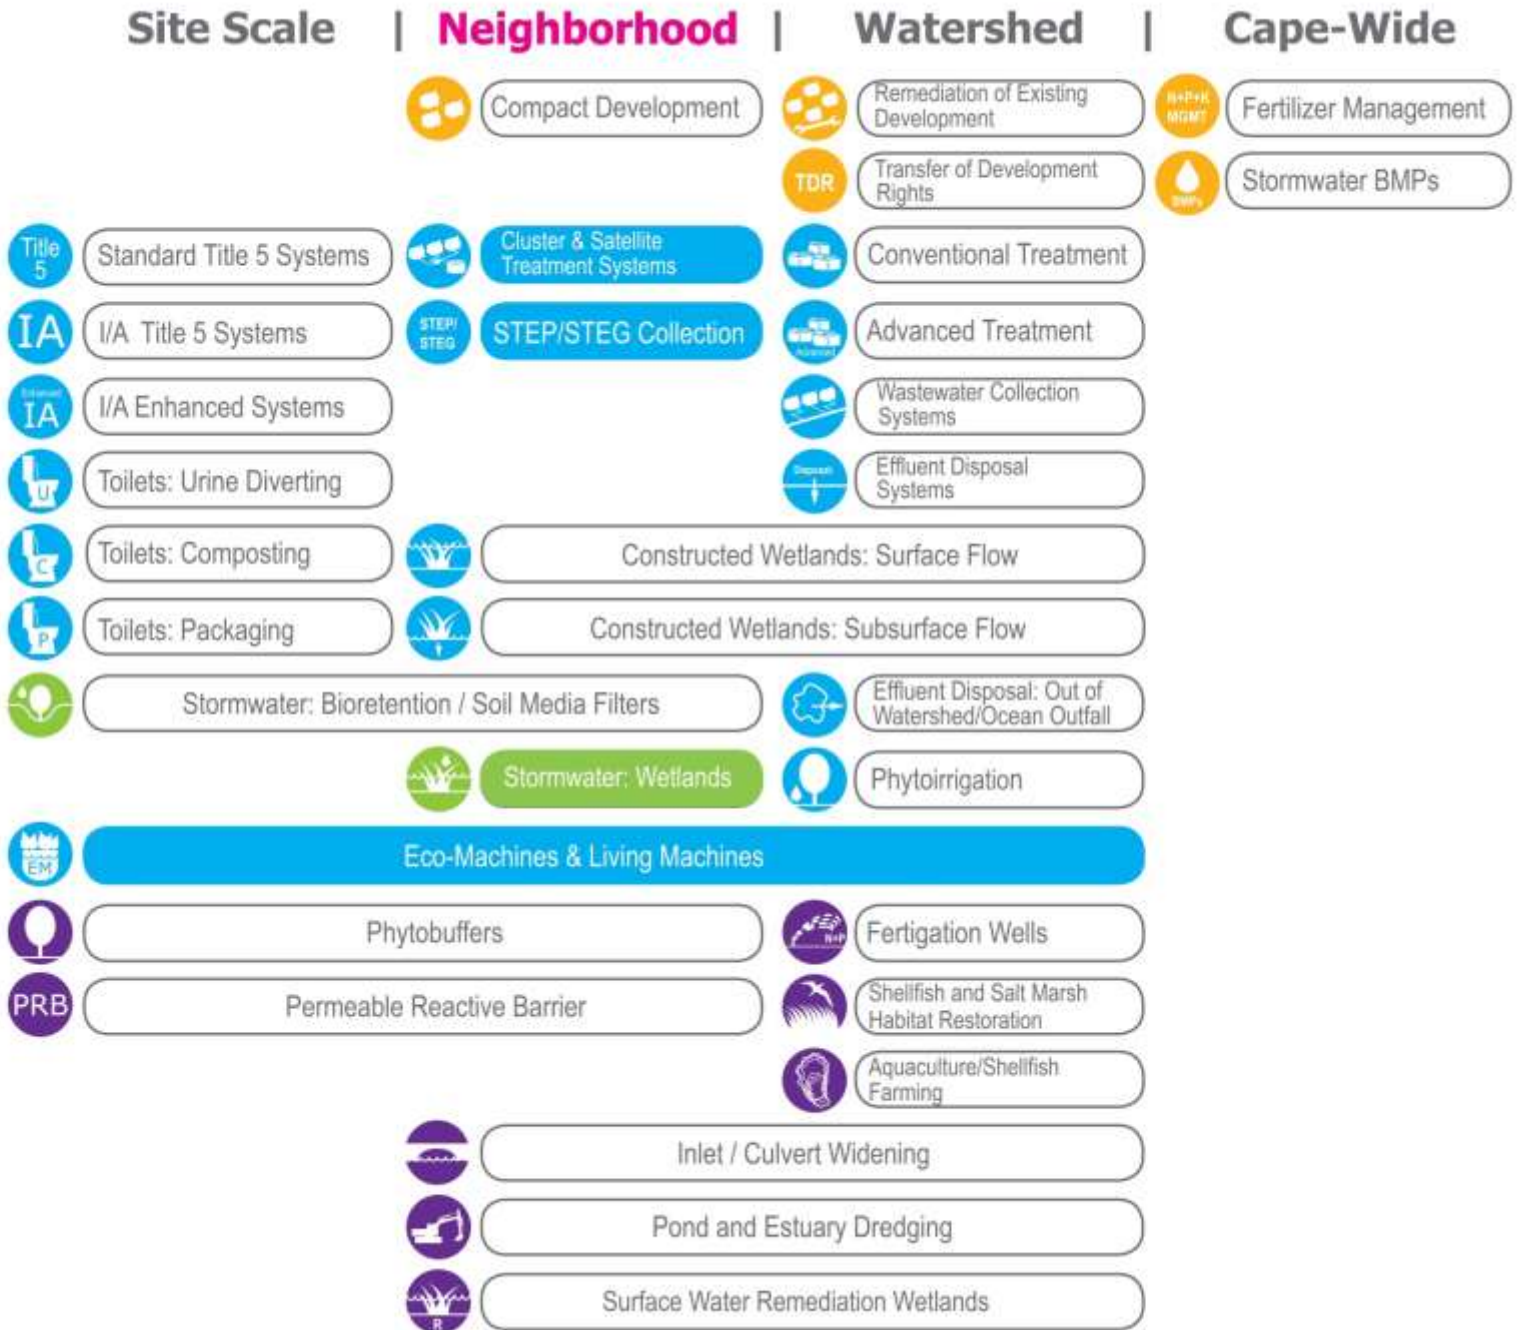 Site Scale | Neighborhood | Watershed | Cape-Wide
Compact Development
Remediation of Existing
Development
N+P+K
MGMT
Fertilizer Management
TDR
Transfer of Development
Rights
BMPs
Stormwater BMPs
Title
5
Standard Title 5 Systems
Cluster & Satellite
Treatment Systems
Conventional Treatment
IA
I/A Title 5 Systems
STEP/
STEG
STEP/STEG Collection
Advanced
Advanced Treatment
Enhanced
IA
I/A Enhanced Systems
Wastewater Collection
Systems
U
Toilets: Urine Diverting
Disposal
Effluent Disposal
Systems
C
Toilets: Composting
Constructed Wetlands: Surface Flow
P
Toilets: Packaging
Constructed Wetlands: Subsurface Flow
Stormwater: Bioretention / Soil Media Filters
Effluent Disposal: Out of
Watershed/Ocean Outfall
Stormwater: Wetlands
Phytoirrigation
EM
Eco-Machines & Living Machines
Phytobuffers
N+P
Fertigation Wells
PRB
Permeable Reactive Barrier
Shellfish and Salt Marsh
Habitat Restoration
Aquaculture/Shellfish
Farming
Inlet / Culvert Widening
Pond and Estuary Dredging
R
Surface Water Remediation Wetlands